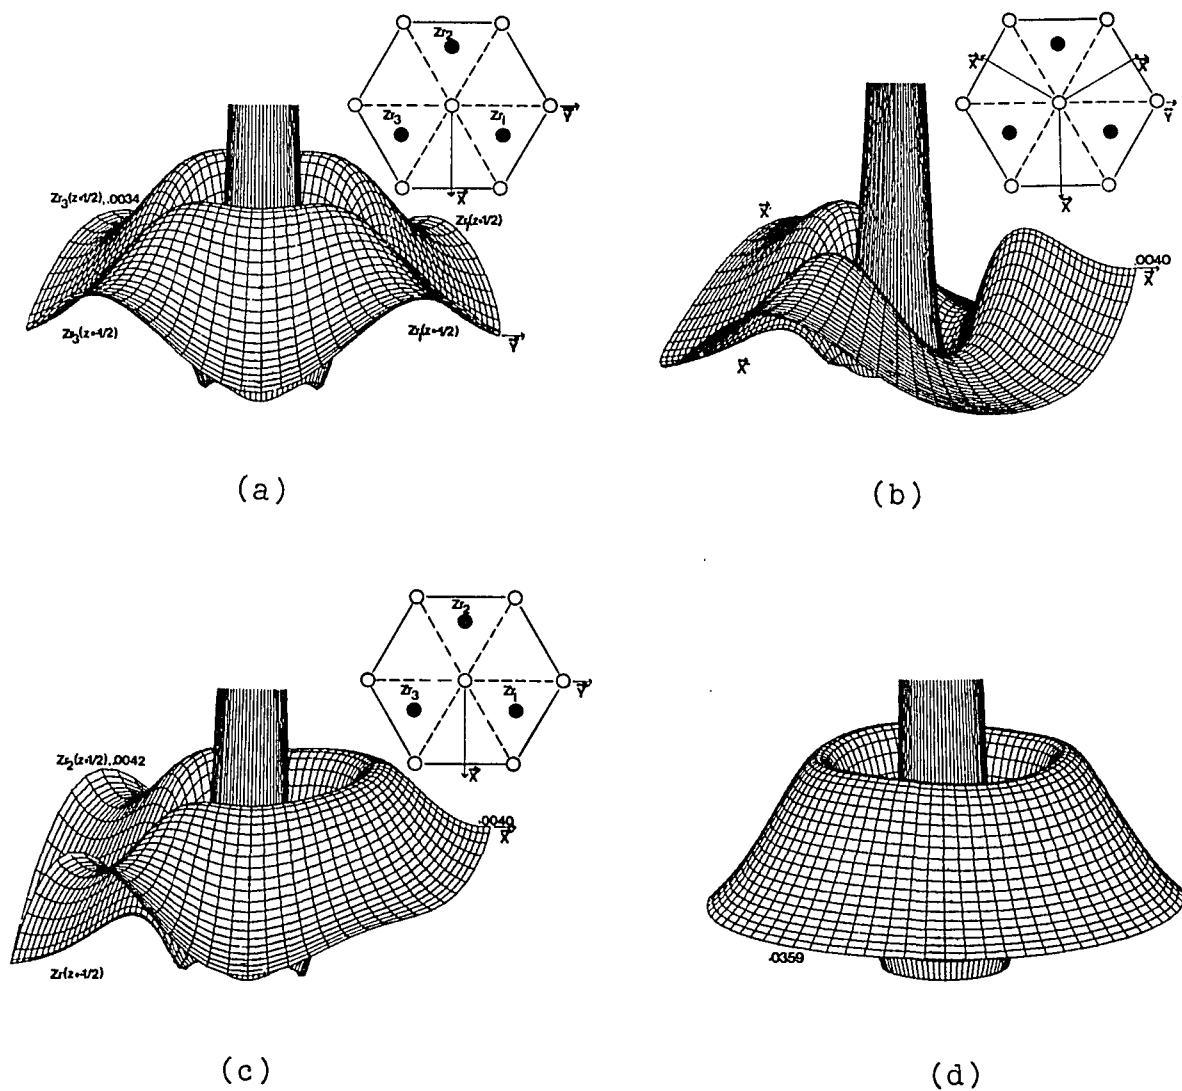 Zr₂
Zr₃
Zr₁
Y
X
Zr₃(z=1/2),.0034
Zr₁(z=1/2)
Zr₃(z=-1/2)
Zr₁(z=-1/2)
Y
(a)
X''
X'
Y
X
X'
.0040
X
X''
(b)
Zr₂
Zr₃
Zr₁
Y
X
Zr₂(z=1/2),.0042
.0040
X
Zr(z=-1/2)
(c)
.0359
(d)